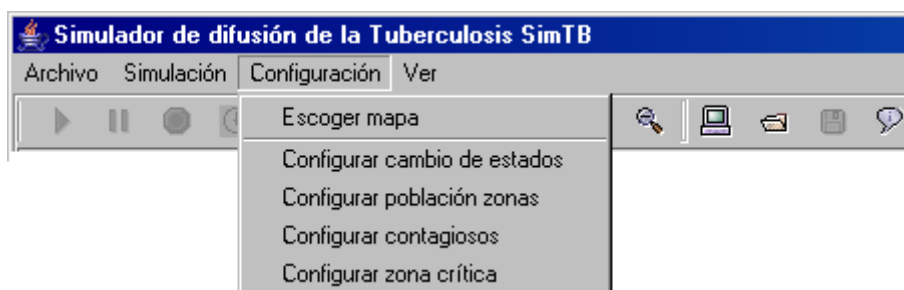 Simulador de difusión de la Tuberculosis SimTB
Archivo Simulación Configuración Ver
Escoger mapa
Configurar cambio de estados
Configurar población zonas
Configurar contagiosos
Configurar zona crítica